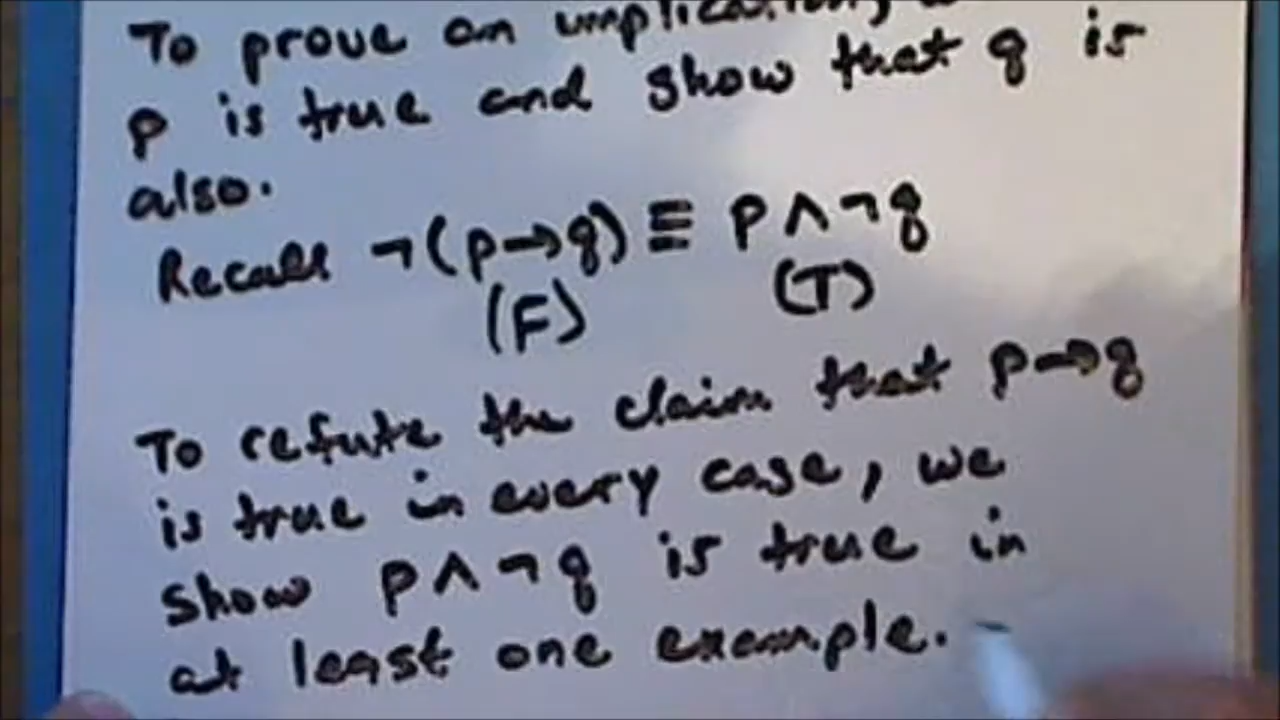 To prove an implication,
p is true and show that q is
also.
Recall ¬(p→q) ≡ p∧¬q
(F) (T)
To refute the claim that p→q
is true in every case, we
show p∧¬q is true in
at least one example.